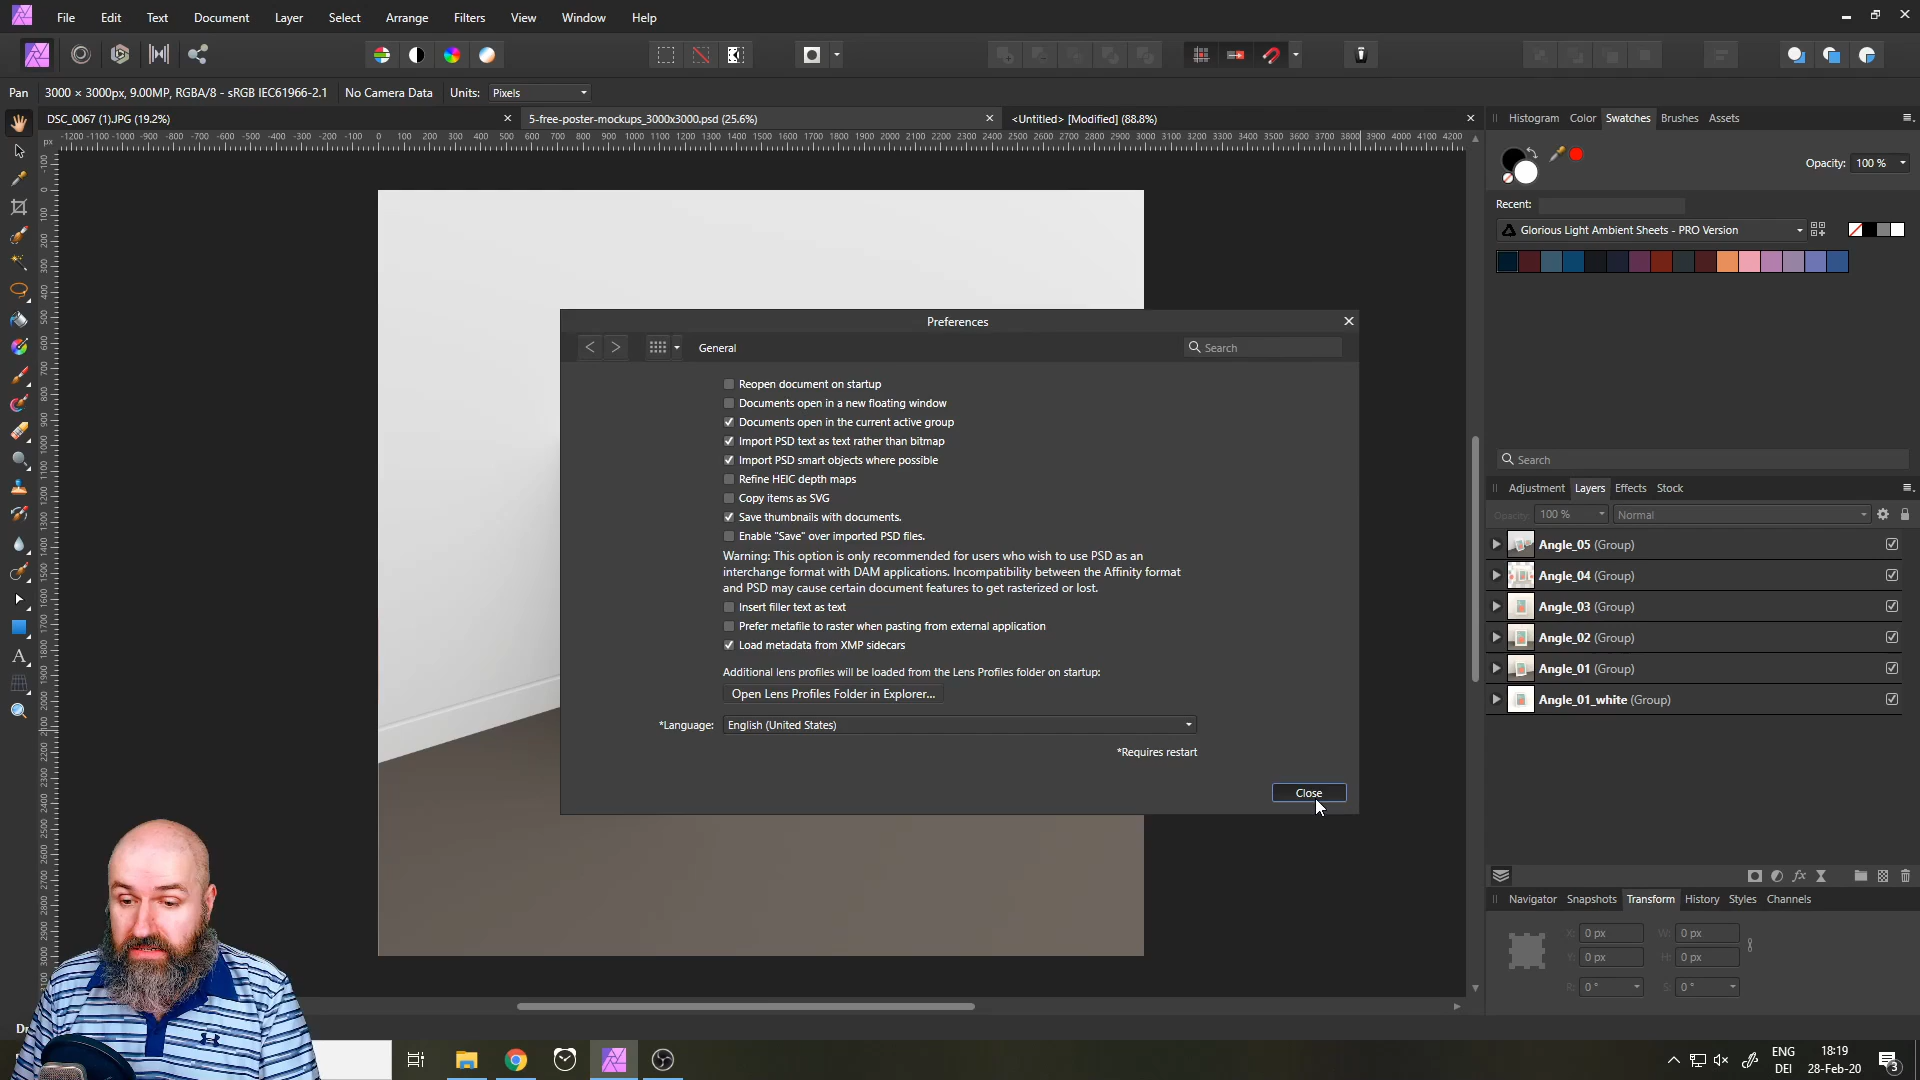 File Edit Text Document Layer Select Arrange Filters View Window Help
Pan 3000 × 3000px, 9.00MP, RGBA/8 - sRGB IEC61966-2.1 No Camera Data Units: Pixels
DSC_0067 (1).JPG (19.2%) 5-free-poster-mockups_3000x3000.psd (25.6%) <Untitled> [Modified] (88.8%)
Histogram Color Swatches Brushes Assets
px
Opacity: 100 %
Recent:
Glorious Light Ambient Sheets - PRO Version
Preferences
General
Search
Reopen document on startup
Documents open in a new floating window
Documents open in the current active group
Import PSD text as text rather than bitmap
Import PSD smart objects where possible
Refine HEIC depth maps
Copy items as SVG
Save thumbnails with documents.
Enable "Save" over imported PSD files.
Warning: This option is only recommended for users who wish to use PSD as an
interchange format with DAM applications. Incompatibility between the Affinity format
and PSD may cause certain document features to get rasterized or lost.
Insert filler text as text
Prefer metafile to raster when pasting from external application
Load metadata from XMP sidecars
Additional lens profiles will be loaded from the Lens Profiles folder on startup:
Open Lens Profiles Folder in Explorer...
*Language: English (United States)
*Requires restart
Close
Search
Adjustment Layers Effects Stock
Opacity: 100 % Normal
Angle_05 (Group)
Angle_04 (Group)
Angle_03 (Group)
Angle_02 (Group)
Angle_01 (Group)
Angle_01_white (Group)
Navigator Snapshots Transform History Styles Channels
X: 0 px W: 0 px
Y: 0 px H: 0 px
R: 0 ° S: 0 °
ENG 18:19
DEI 28-Feb-20
3